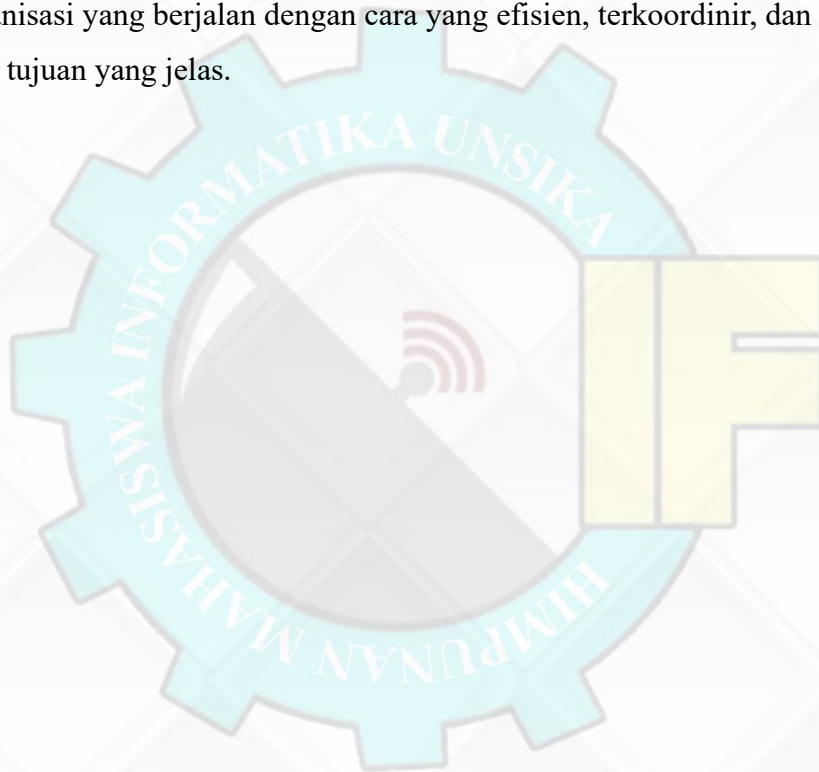 nisasi yang berjalan dengan cara yang efisien, terkoordinir, dan
tujuan yang jelas.
HIMPUNAN MAHASISWA INFORMATIKA UNSIKA
IF